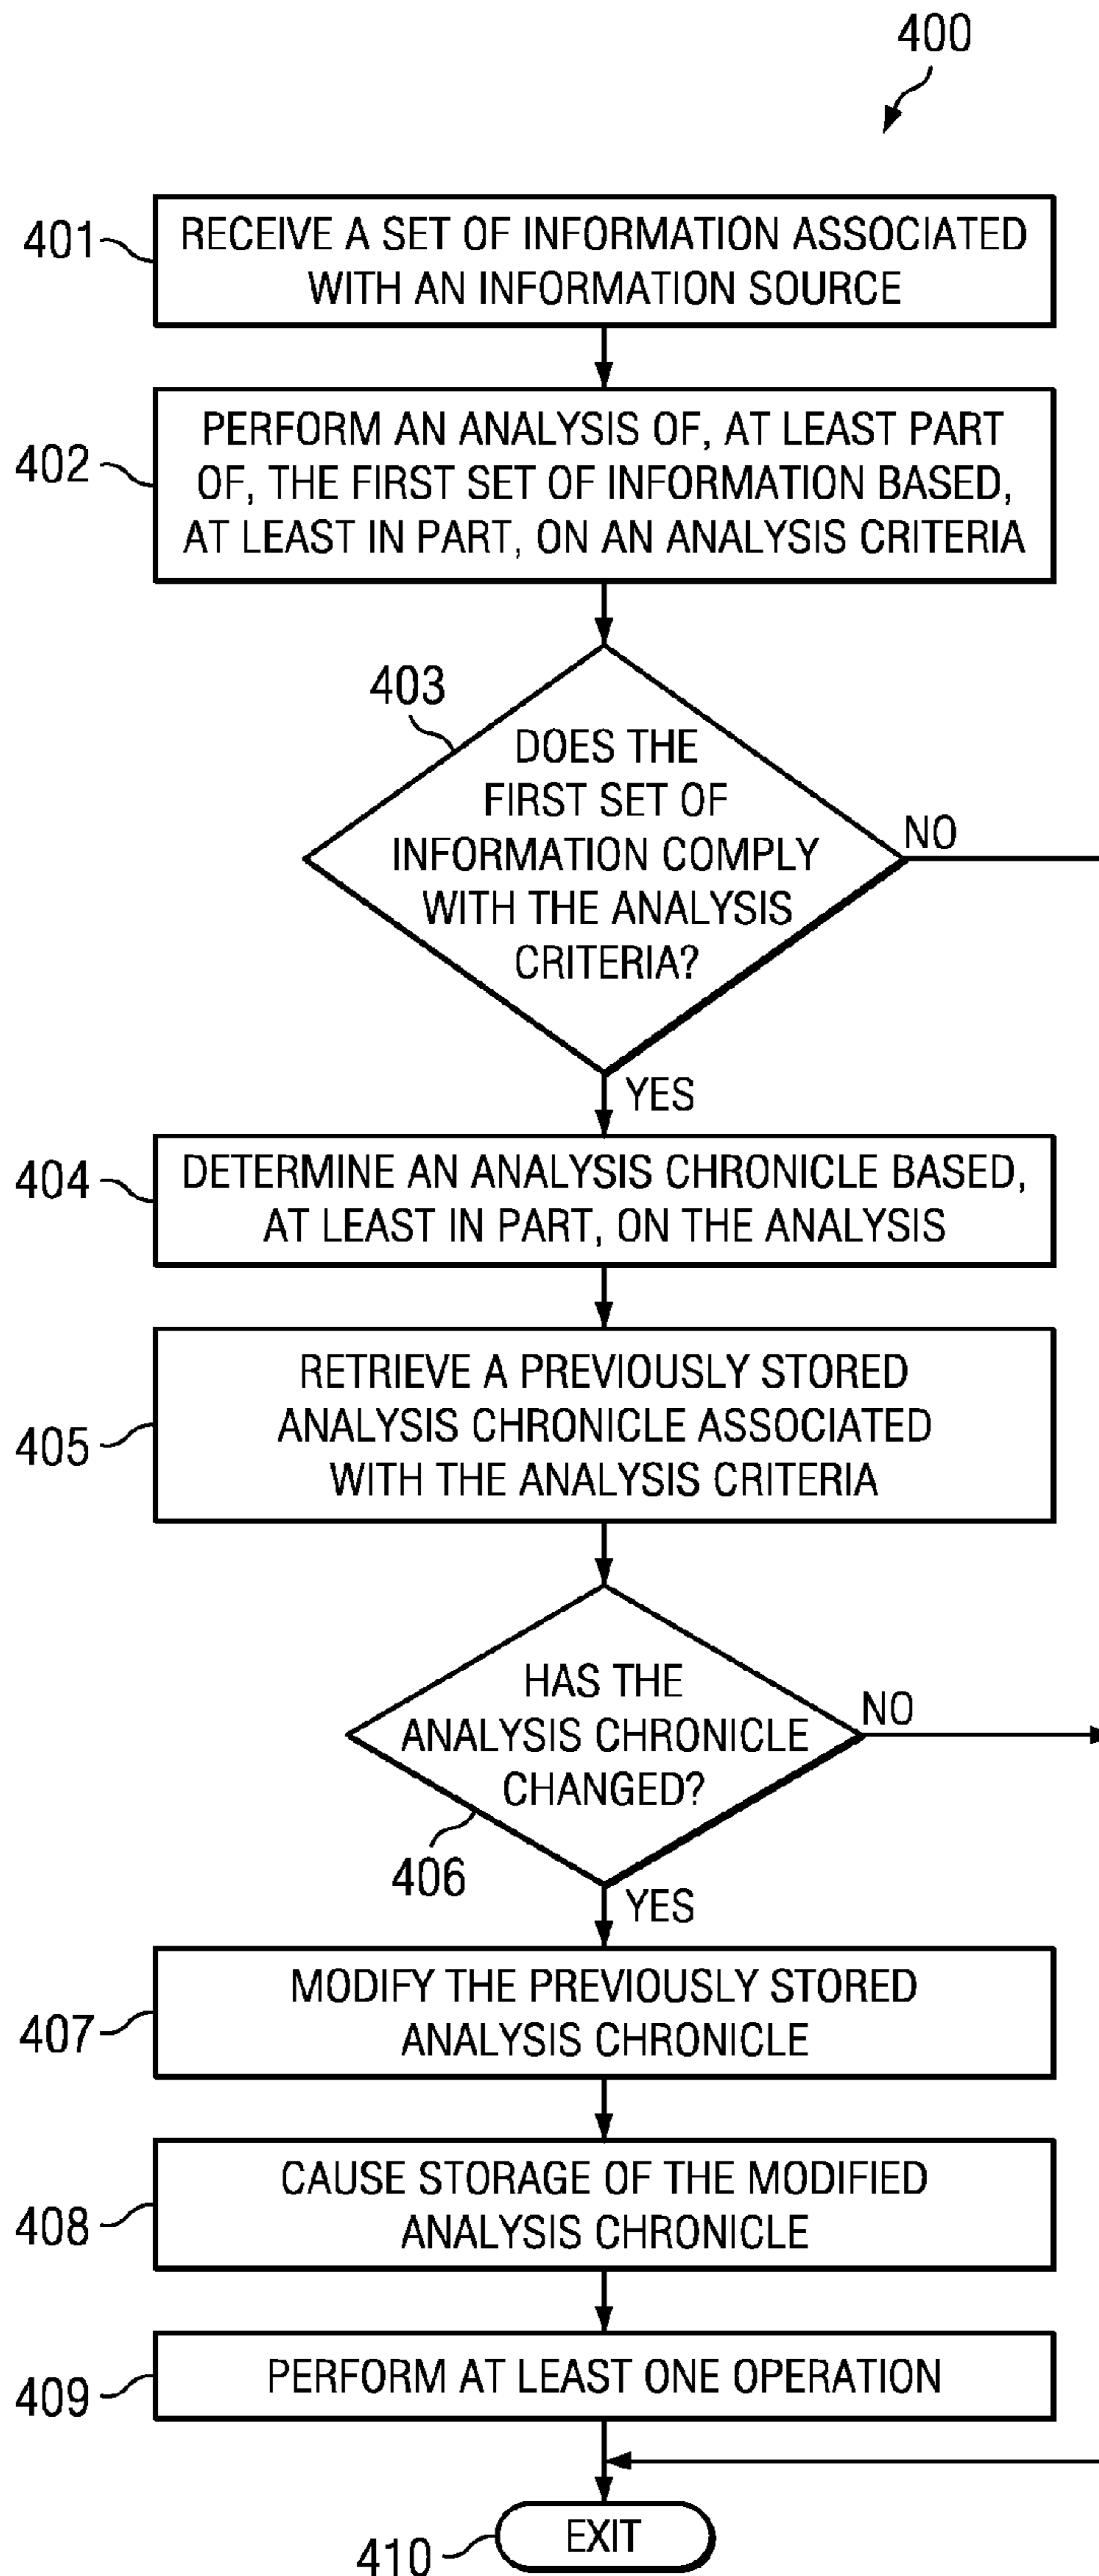 400
401
RECEIVE A SET OF INFORMATION ASSOCIATED
WITH AN INFORMATION SOURCE
402
PERFORM AN ANALYSIS OF, AT LEAST PART
OF, THE FIRST SET OF INFORMATION BASED,
AT LEAST IN PART, ON AN ANALYSIS CRITERIA
403
DOES THE
FIRST SET OF
INFORMATION COMPLY
WITH THE ANALYSIS
CRITERIA?
NO
YES
404
DETERMINE AN ANALYSIS CHRONICLE BASED,
AT LEAST IN PART, ON THE ANALYSIS
405
RETRIEVE A PREVIOUSLY STORED
ANALYSIS CHRONICLE ASSOCIATED
WITH THE ANALYSIS CRITERIA
HAS THE
ANALYSIS CHRONICLE
CHANGED?
NO
406
YES
407
MODIFY THE PREVIOUSLY STORED
ANALYSIS CHRONICLE
408
CAUSE STORAGE OF THE MODIFIED
ANALYSIS CHRONICLE
409
PERFORM AT LEAST ONE OPERATION
410
EXIT